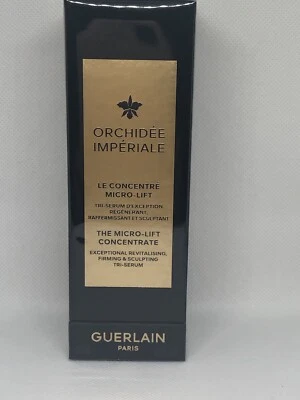 ORCHIDÉE
IMPÉRIALE
LE CONCENTRÉ
MICRO-LIFT
TRI-SÉRUM D'EXCEPTION
RÉGÉNÉRANT,
RAFFERMISSANT ET SCULPTANT
THE MICRO-LIFT
CONCENTRATE
EXCEPTIONAL REVITALISING,
FIRMING & SCULPTING
TRI-SERUM
GUERLAIN
PARIS